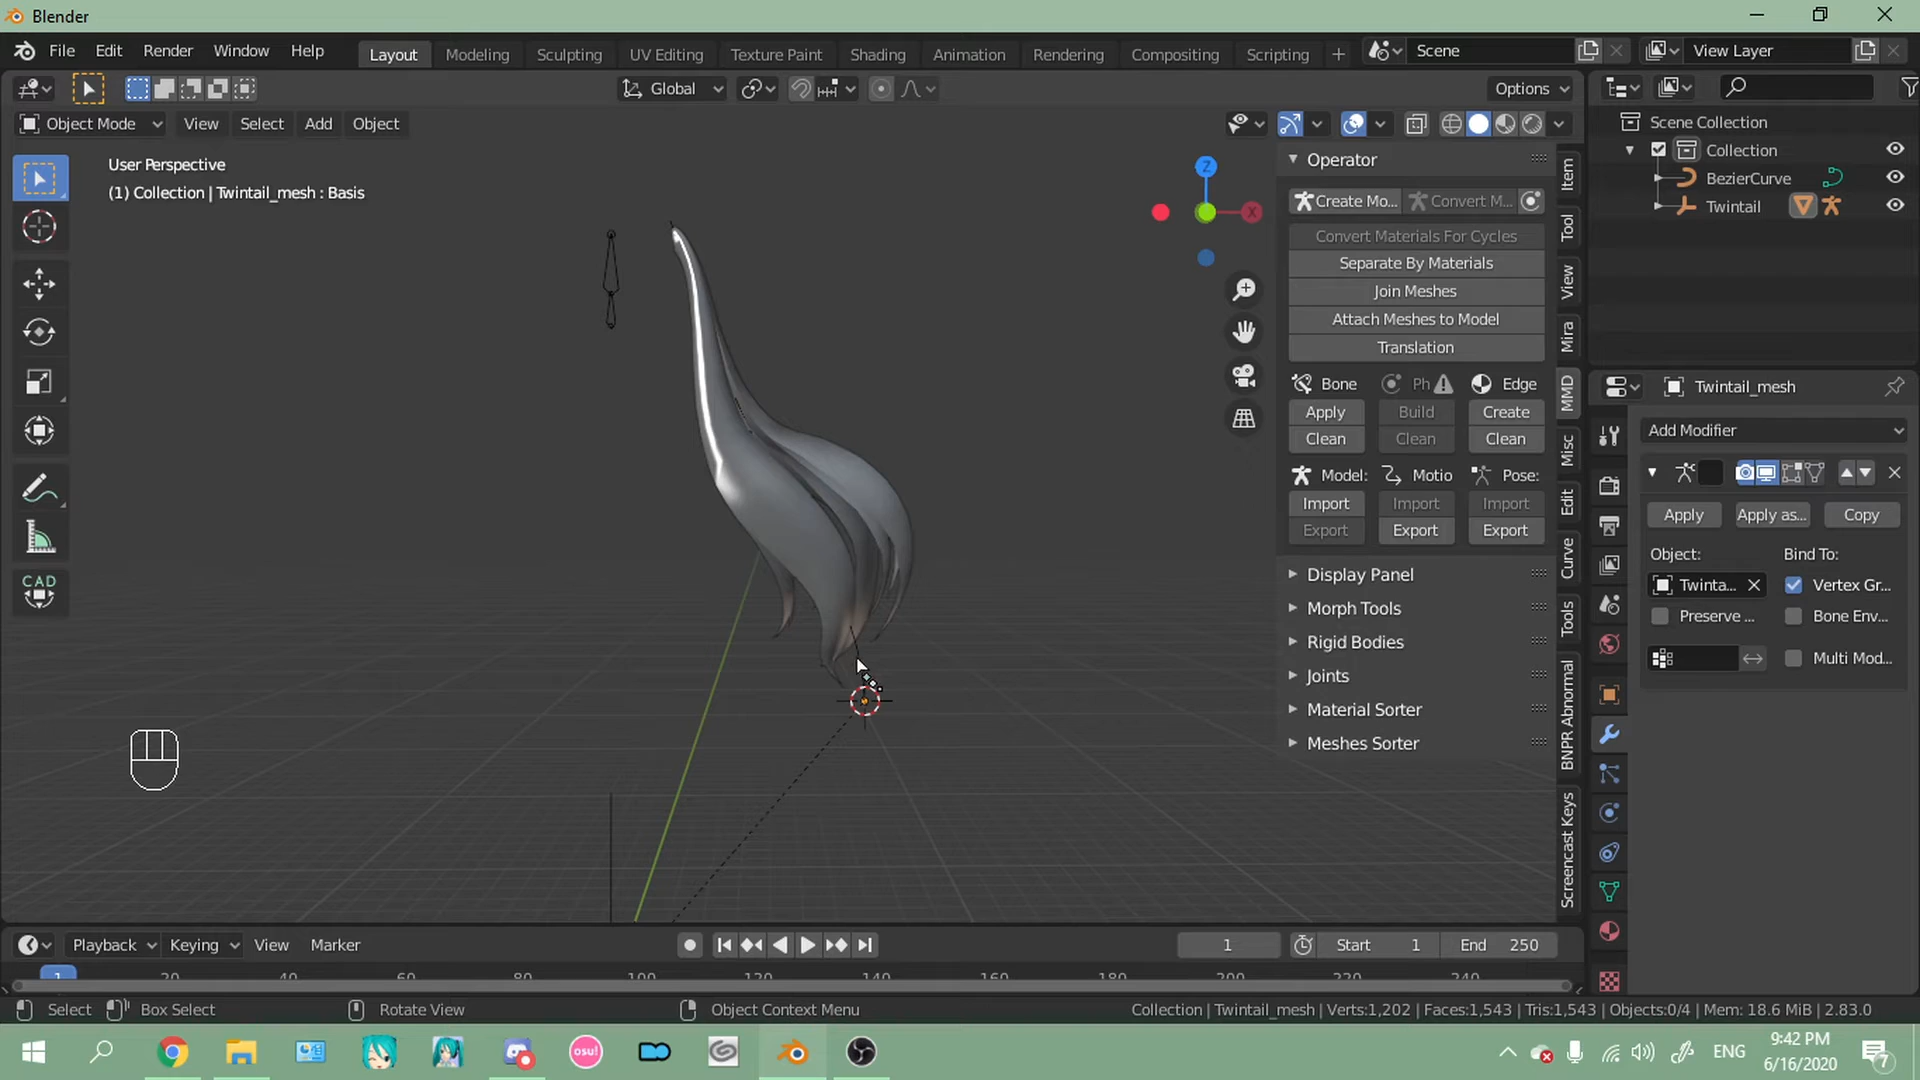 Blender
File Edit Render Window Help
Layout Modeling Sculpting UV Editing Texture Paint Shading Animation Rendering Compositing Scripting +
Scene
View Layer
Global
Options
Object Mode View Select Add Object
User Perspective
(1) Collection | Twintail_mesh : Basis
Z
X
CAD
Operator
Create Mo...
Convert M...
Convert Materials For Cycles
Separate By Materials
Join Meshes
Attach Meshes to Model
Translation
Bone Ph Edge
Apply Build Create
Clean Clean Clean
Model: Motio Pose:
Import Import Import
Export Export Export
Display Panel
Morph Tools
Rigid Bodies
Joints
Material Sorter
Meshes Sorter
Item
Tool
View
Mira
MMD
Misc
Edit
Curve
Tools
BNPR Abnormal
Screencast Keys
Scene Collection
Collection
BezierCurve
Twintail
Twintail_mesh
Add Modifier
Apply Apply as... Copy
Object: Bind To:
Twinta... Vertex Gr...
Preserve ... Bone Env...
Multi Mod...
Playback Keying View Marker
1 Start 1 End 250
1 20 40 60 80 100 120 140 160 180 200 220 240
Select Box Select Rotate View Object Context Menu
Collection | Twintail_mesh | Verts:1,202 | Faces:1,543 | Tris:1,543 | Objects:0/4 | Mem: 18.6 MiB | 2.83.0
osu!
ENG
9:42 PM
6/16/2020
7